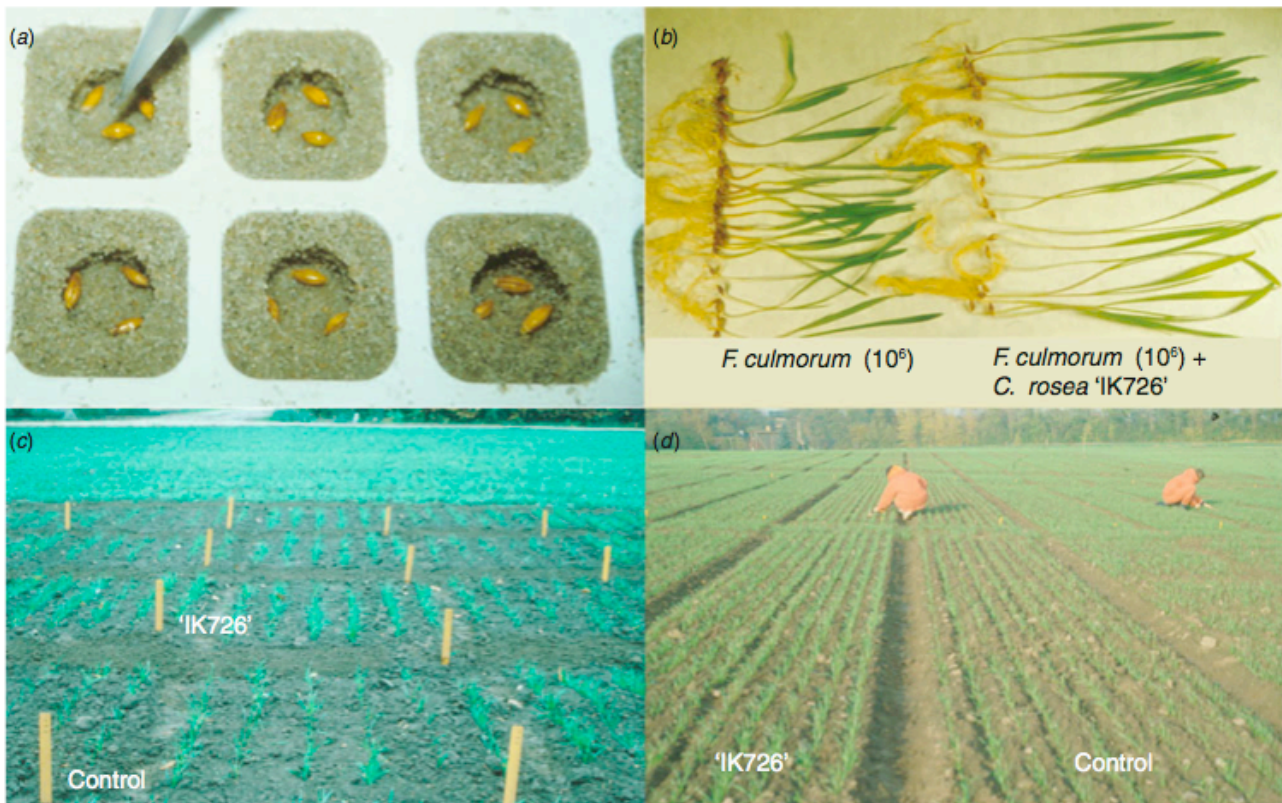 (a)
(b)
F. culmorum (10⁶)
F. culmorum (10⁶) +
C. rosea 'IK726'
(c)
'IK726'
Control
(d)
'IK726'
Control